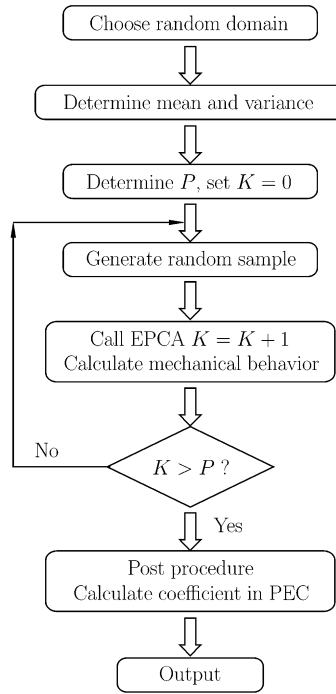 Choose random domain
Determine mean and variance
Determine P, set K = 0
Generate random sample
Call EPCA K = K + 1
Calculate mechanical behavior
No
K > P ?
Yes
Post procedure
Calculate coefficient in PEC
Output